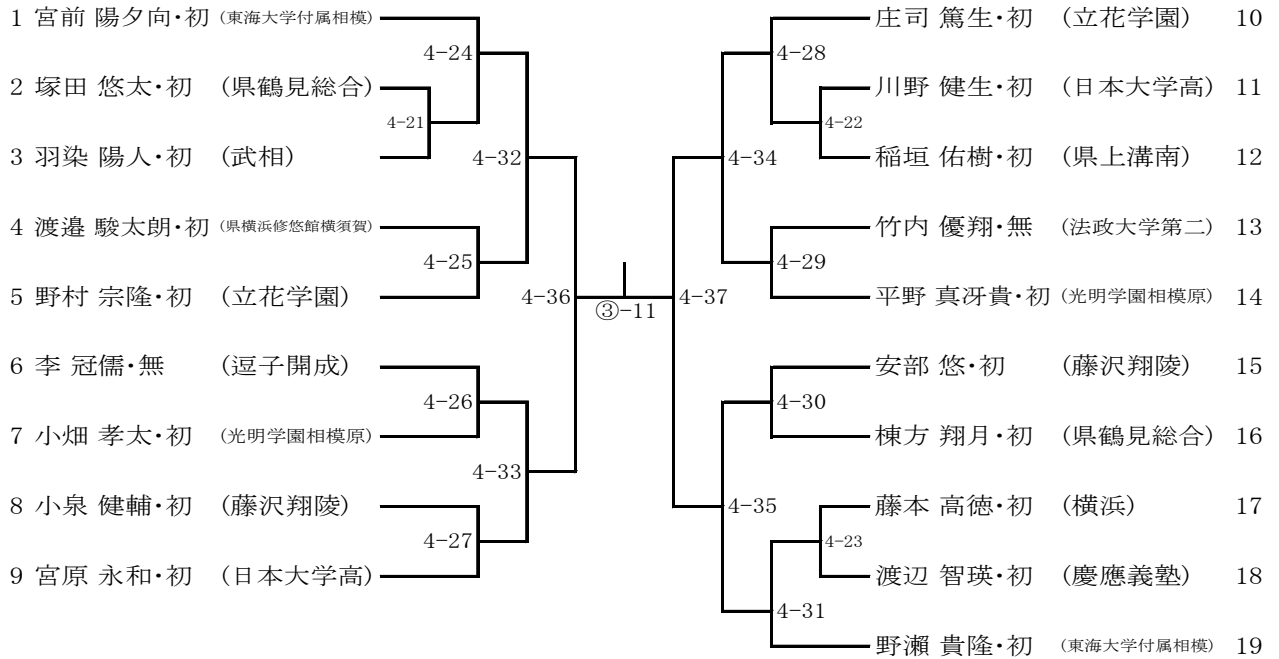 1 宮前 陽夕向・初 (東海大学付属相模)
4-24
2 塚田 悠太・初 (県鶴見総合)
4-21
3 羽染 陽人・初 (武相)
4-32
4 渡邉 駿太朗・初 (県横浜修悠館横須賀)
4-25
5 野村 宗隆・初 (立花学園)
4-36
6 李 冠儒・無 (逗子開成)
4-26
7 小畑 孝太・初 (光明学園相模原)
4-33
8 小泉 健輔・初 (藤沢翔陵)
4-27
9 宮原 永和・初 (日本大学高)
③-11
庄司 篤生・初 (立花学園) 10
4-28
川野 健生・初 (日本大学高) 11
4-22
稲垣 佑樹・初 (県上溝南) 12
4-34
竹内 優翔・無 (法政大学第二) 13
4-29
平野 真冴貴・初 (光明学園相模原) 14
4-37
安部 悠・初 (藤沢翔陵) 15
4-30
棟方 翔月・初 (県鶴見総合) 16
4-35
藤本 高徳・初 (横浜) 17
4-23
渡辺 智瑛・初 (慶應義塾) 18
4-31
野瀬 貴隆・初 (東海大学付属相模) 19